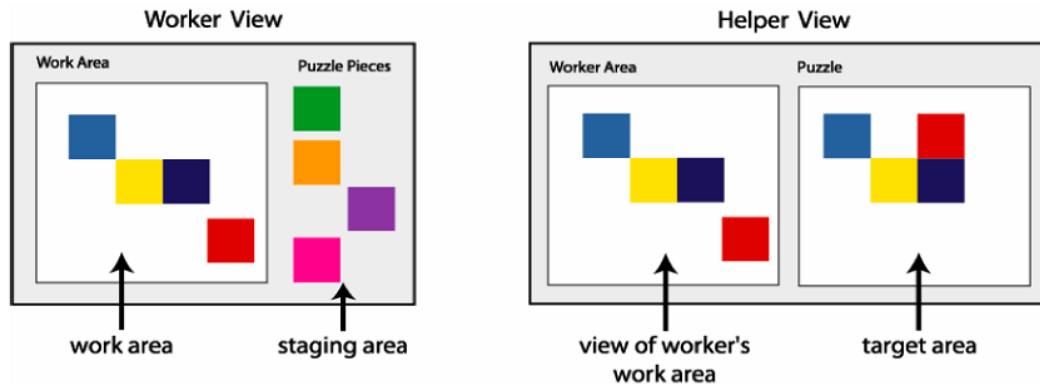 Worker View
Work Area
Puzzle Pieces
work area
staging area
Helper View
Worker Area
Puzzle
view of worker's
work area
target area